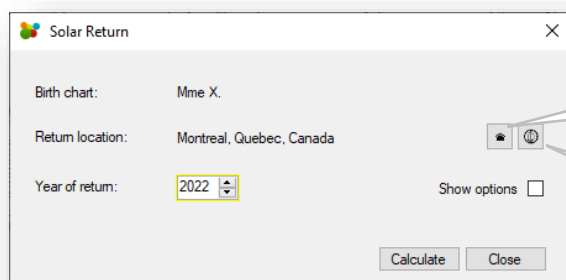 Solar Return
Birth chart: Mme X.
Return location: Montreal, Quebec, Canada
Year of return: 2022 Show options
Calculate Close